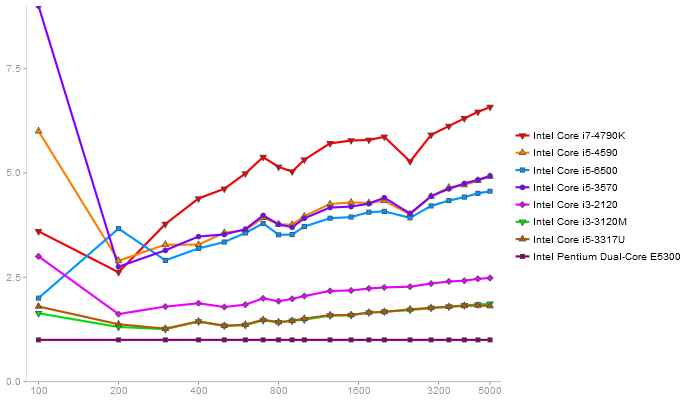 7.5
5.0
2.5
0.0
100 200 400 800 1600 3200 5000
Intel Core i7-4790K
Intel Core i5-4590
Intel Core i5-6500
Intel Core i5-3570
Intel Core i3-2120
Intel Core i3-3120M
Intel Core i5-3317U
Intel Pentium Dual-Core E5300